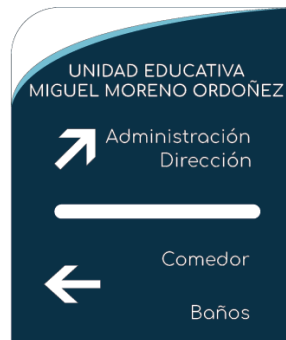 UNIDAD EDUCATIVA
MIGUEL MORENO ORDOÑEZ
Administración
Dirección
Comedor
Baños